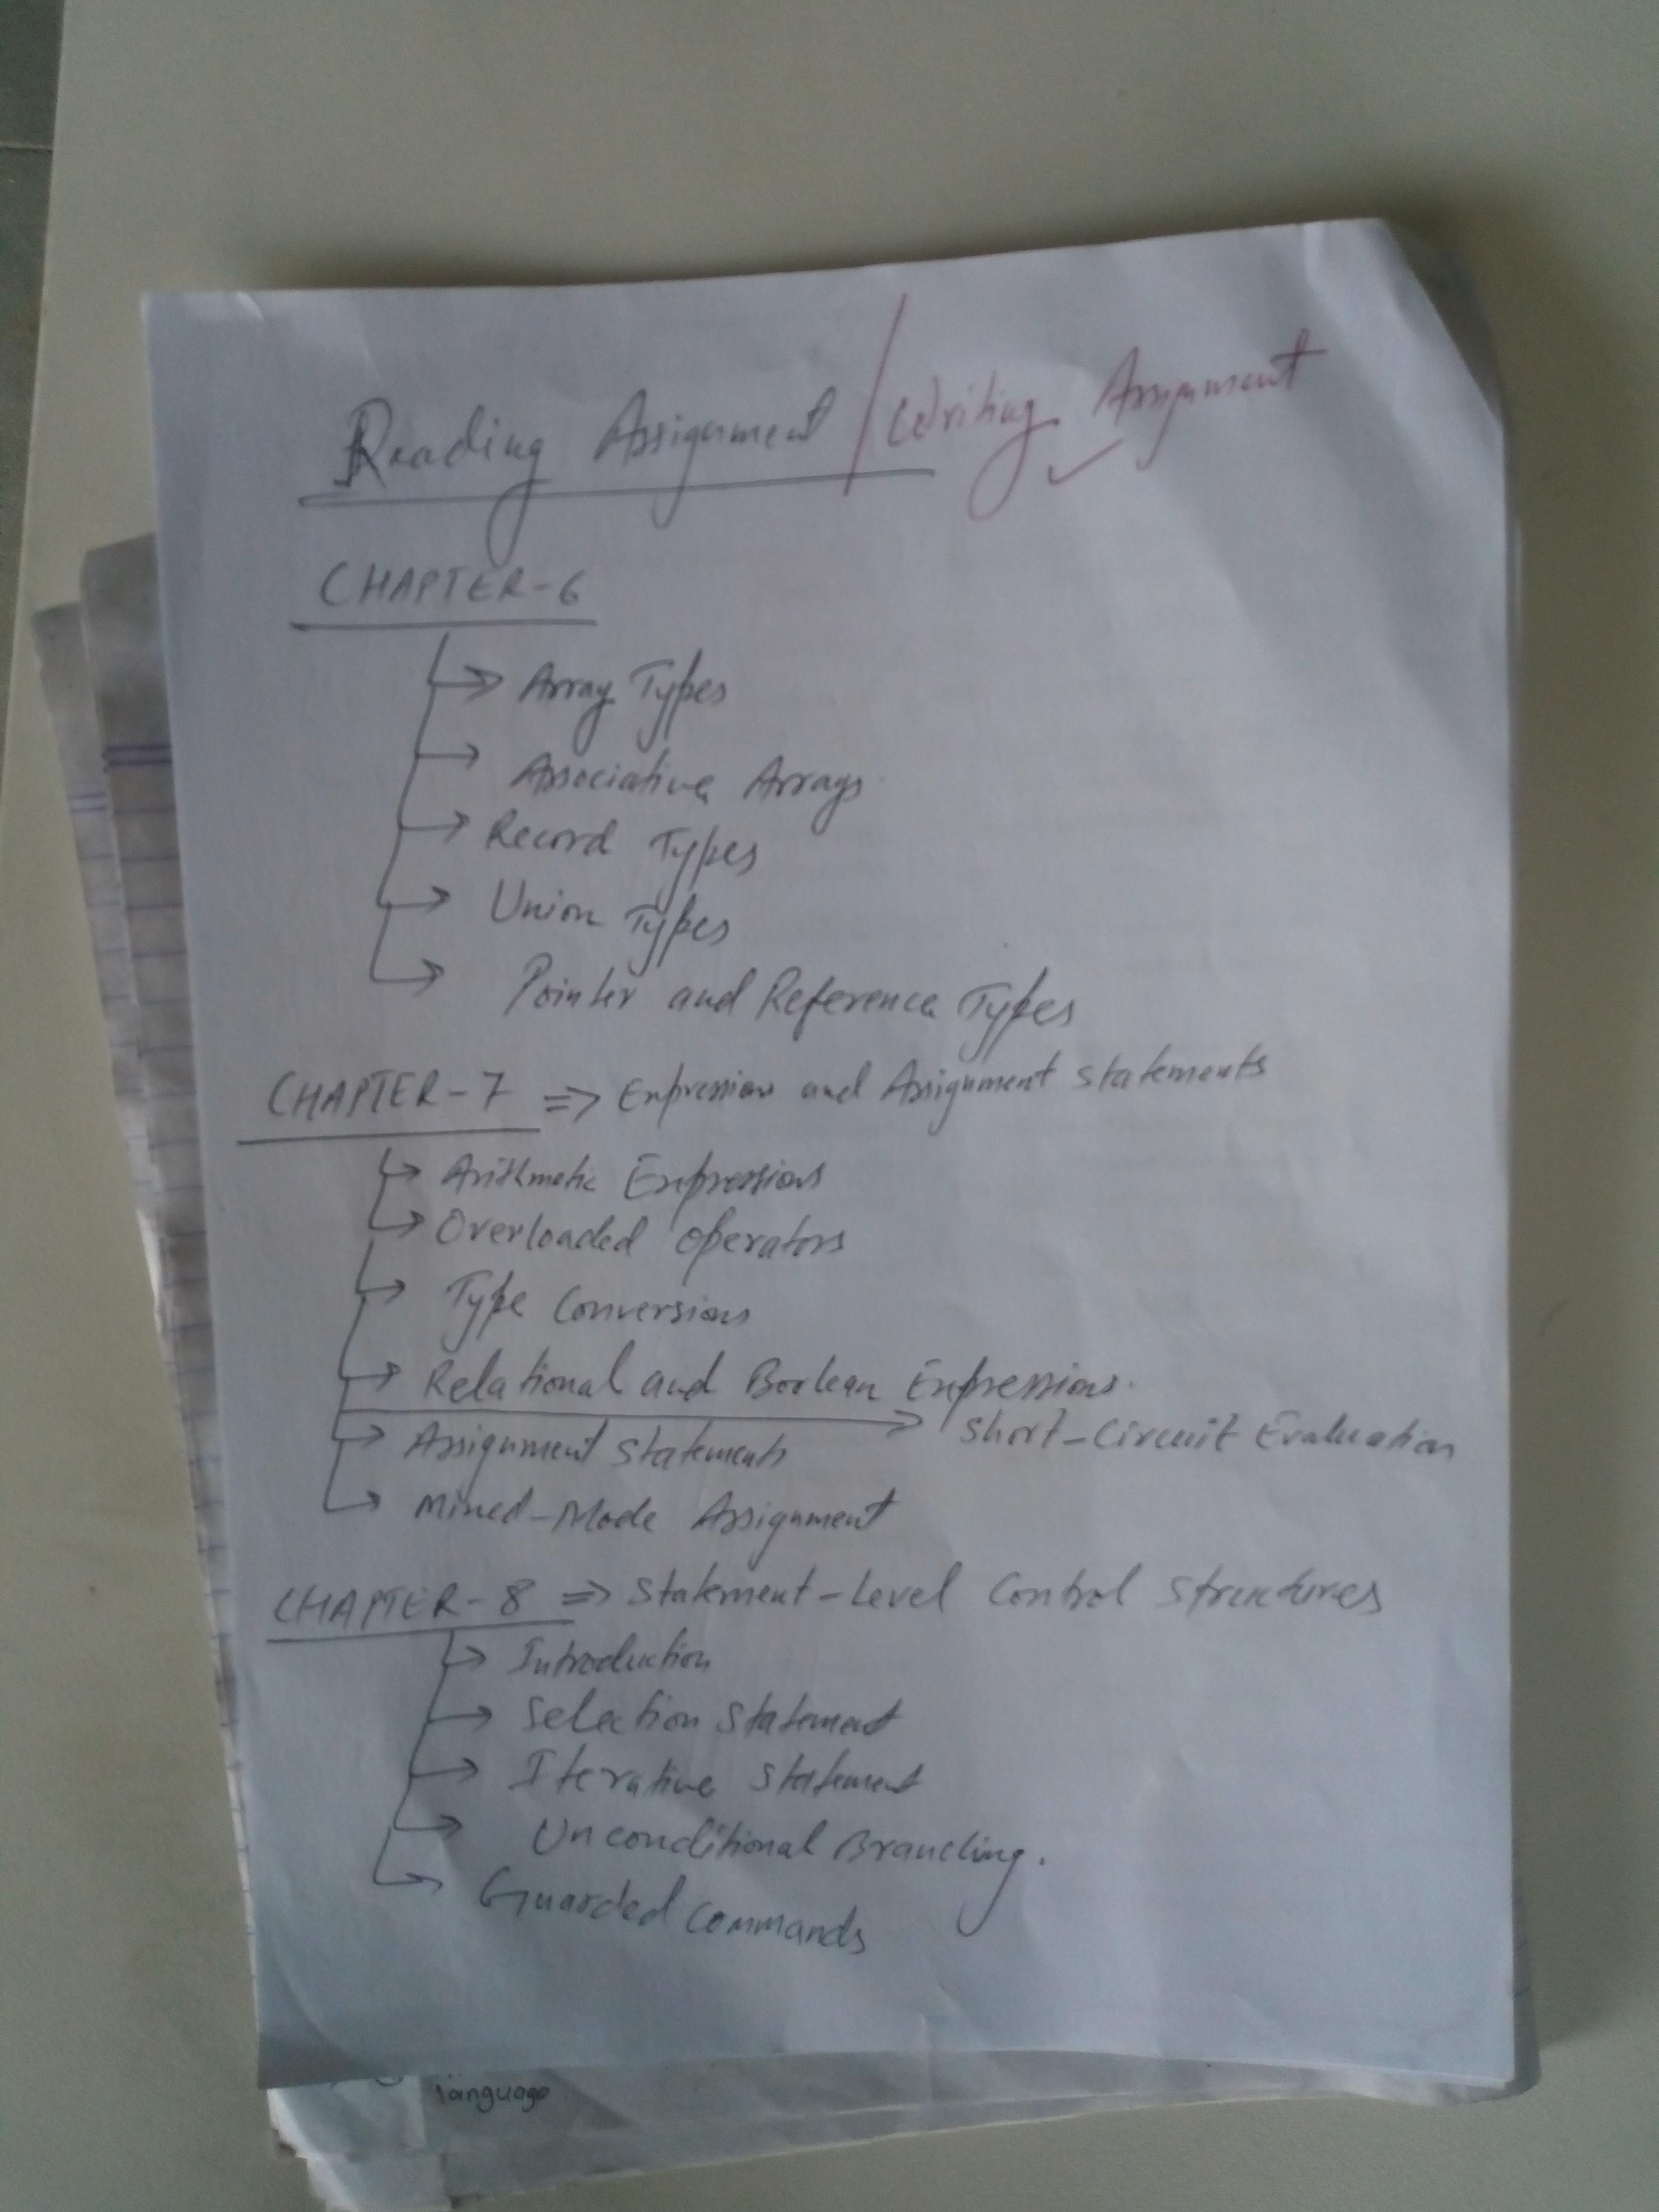 Reading Assignment / Writing Assignment
CHAPTER-6
Array Types
Associative Arrays
Record Types
Union Types
Pointer and Reference Types
CHAPTER-7 => Expression and Assignment statements
Arithmetic Expressions
Overloaded operators
Type Conversions
Relational and Boolean Expressions.
Short-Circuit Evaluation
Assignment Statements
Mixed-Mode Assignment
CHAPTER-8 => Statement-Level Control Structures
Introduction
Selection Statement
Iterative Statement
Unconditional Branching.
Guarded Commands
language